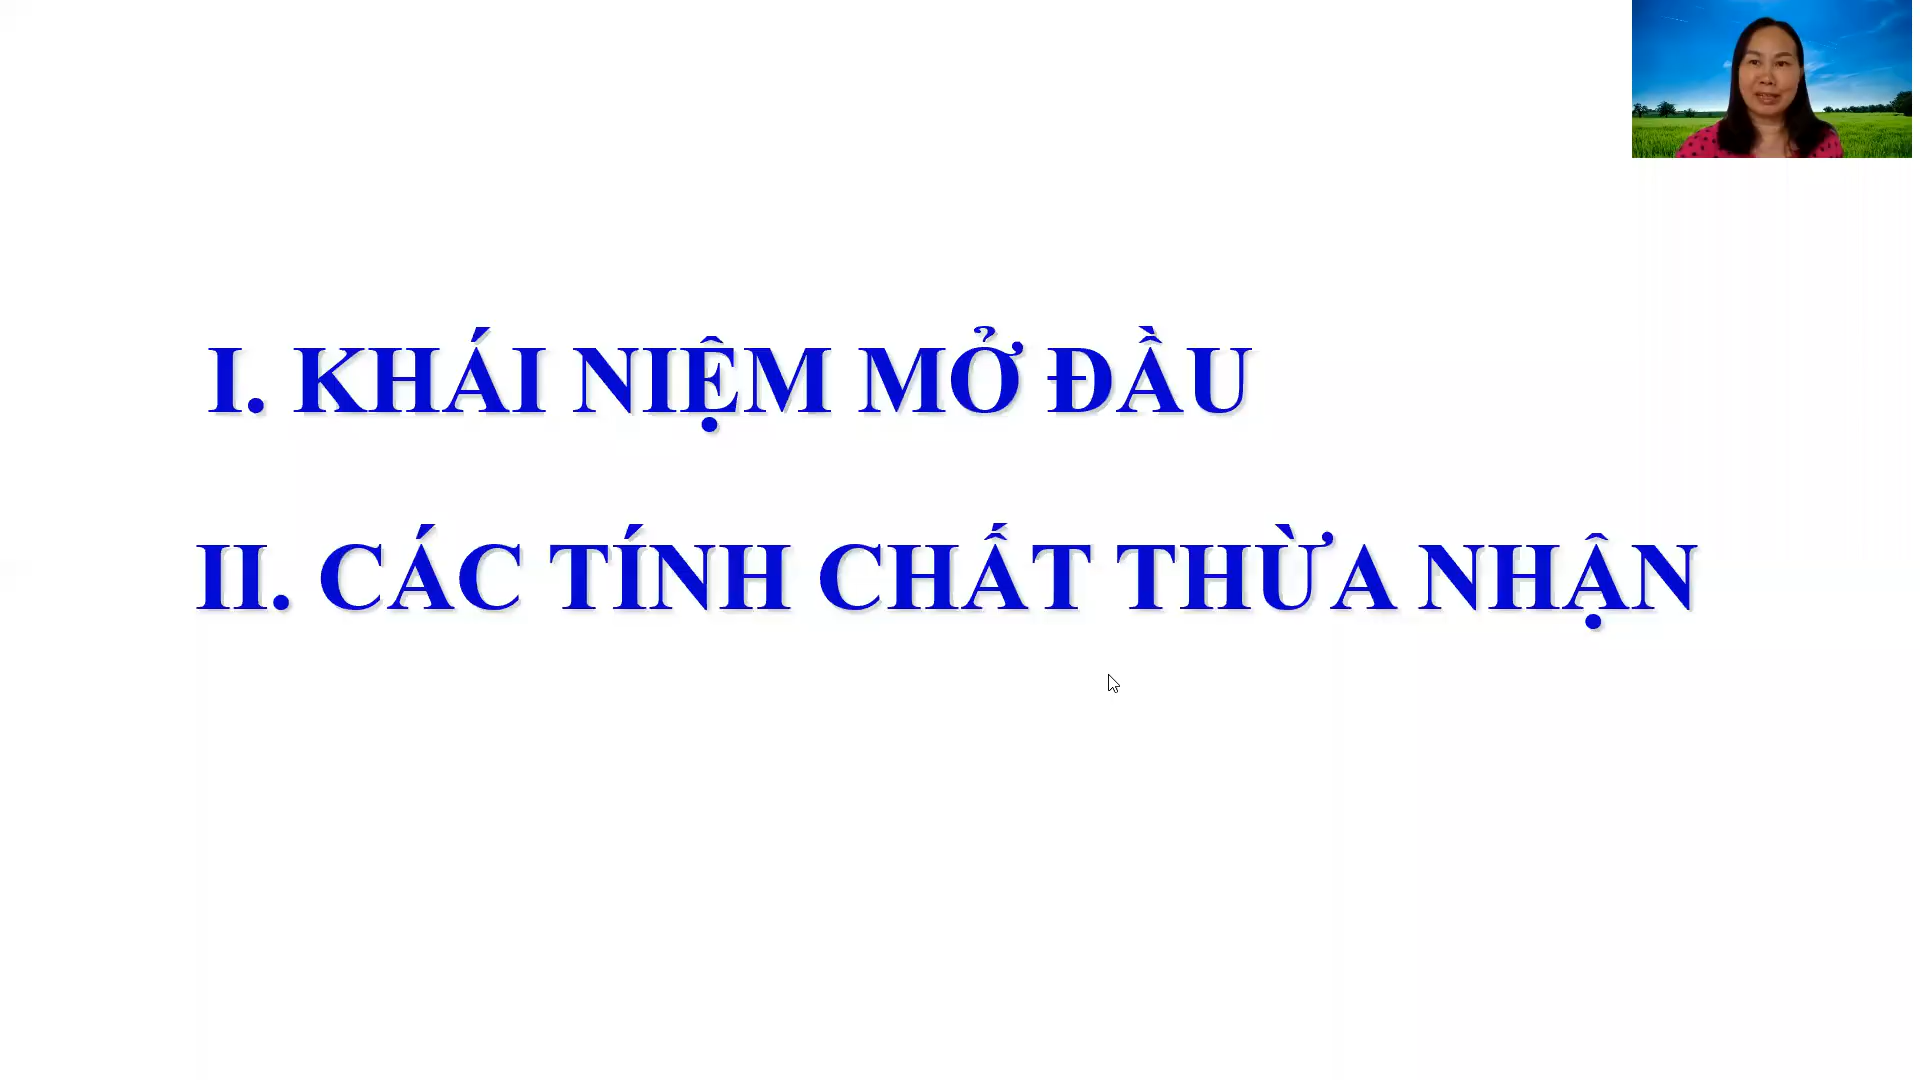 I. KHÁI NIỆM MỞ ĐẦU
II. CÁC TÍNH CHẤT THỪA NHẬN